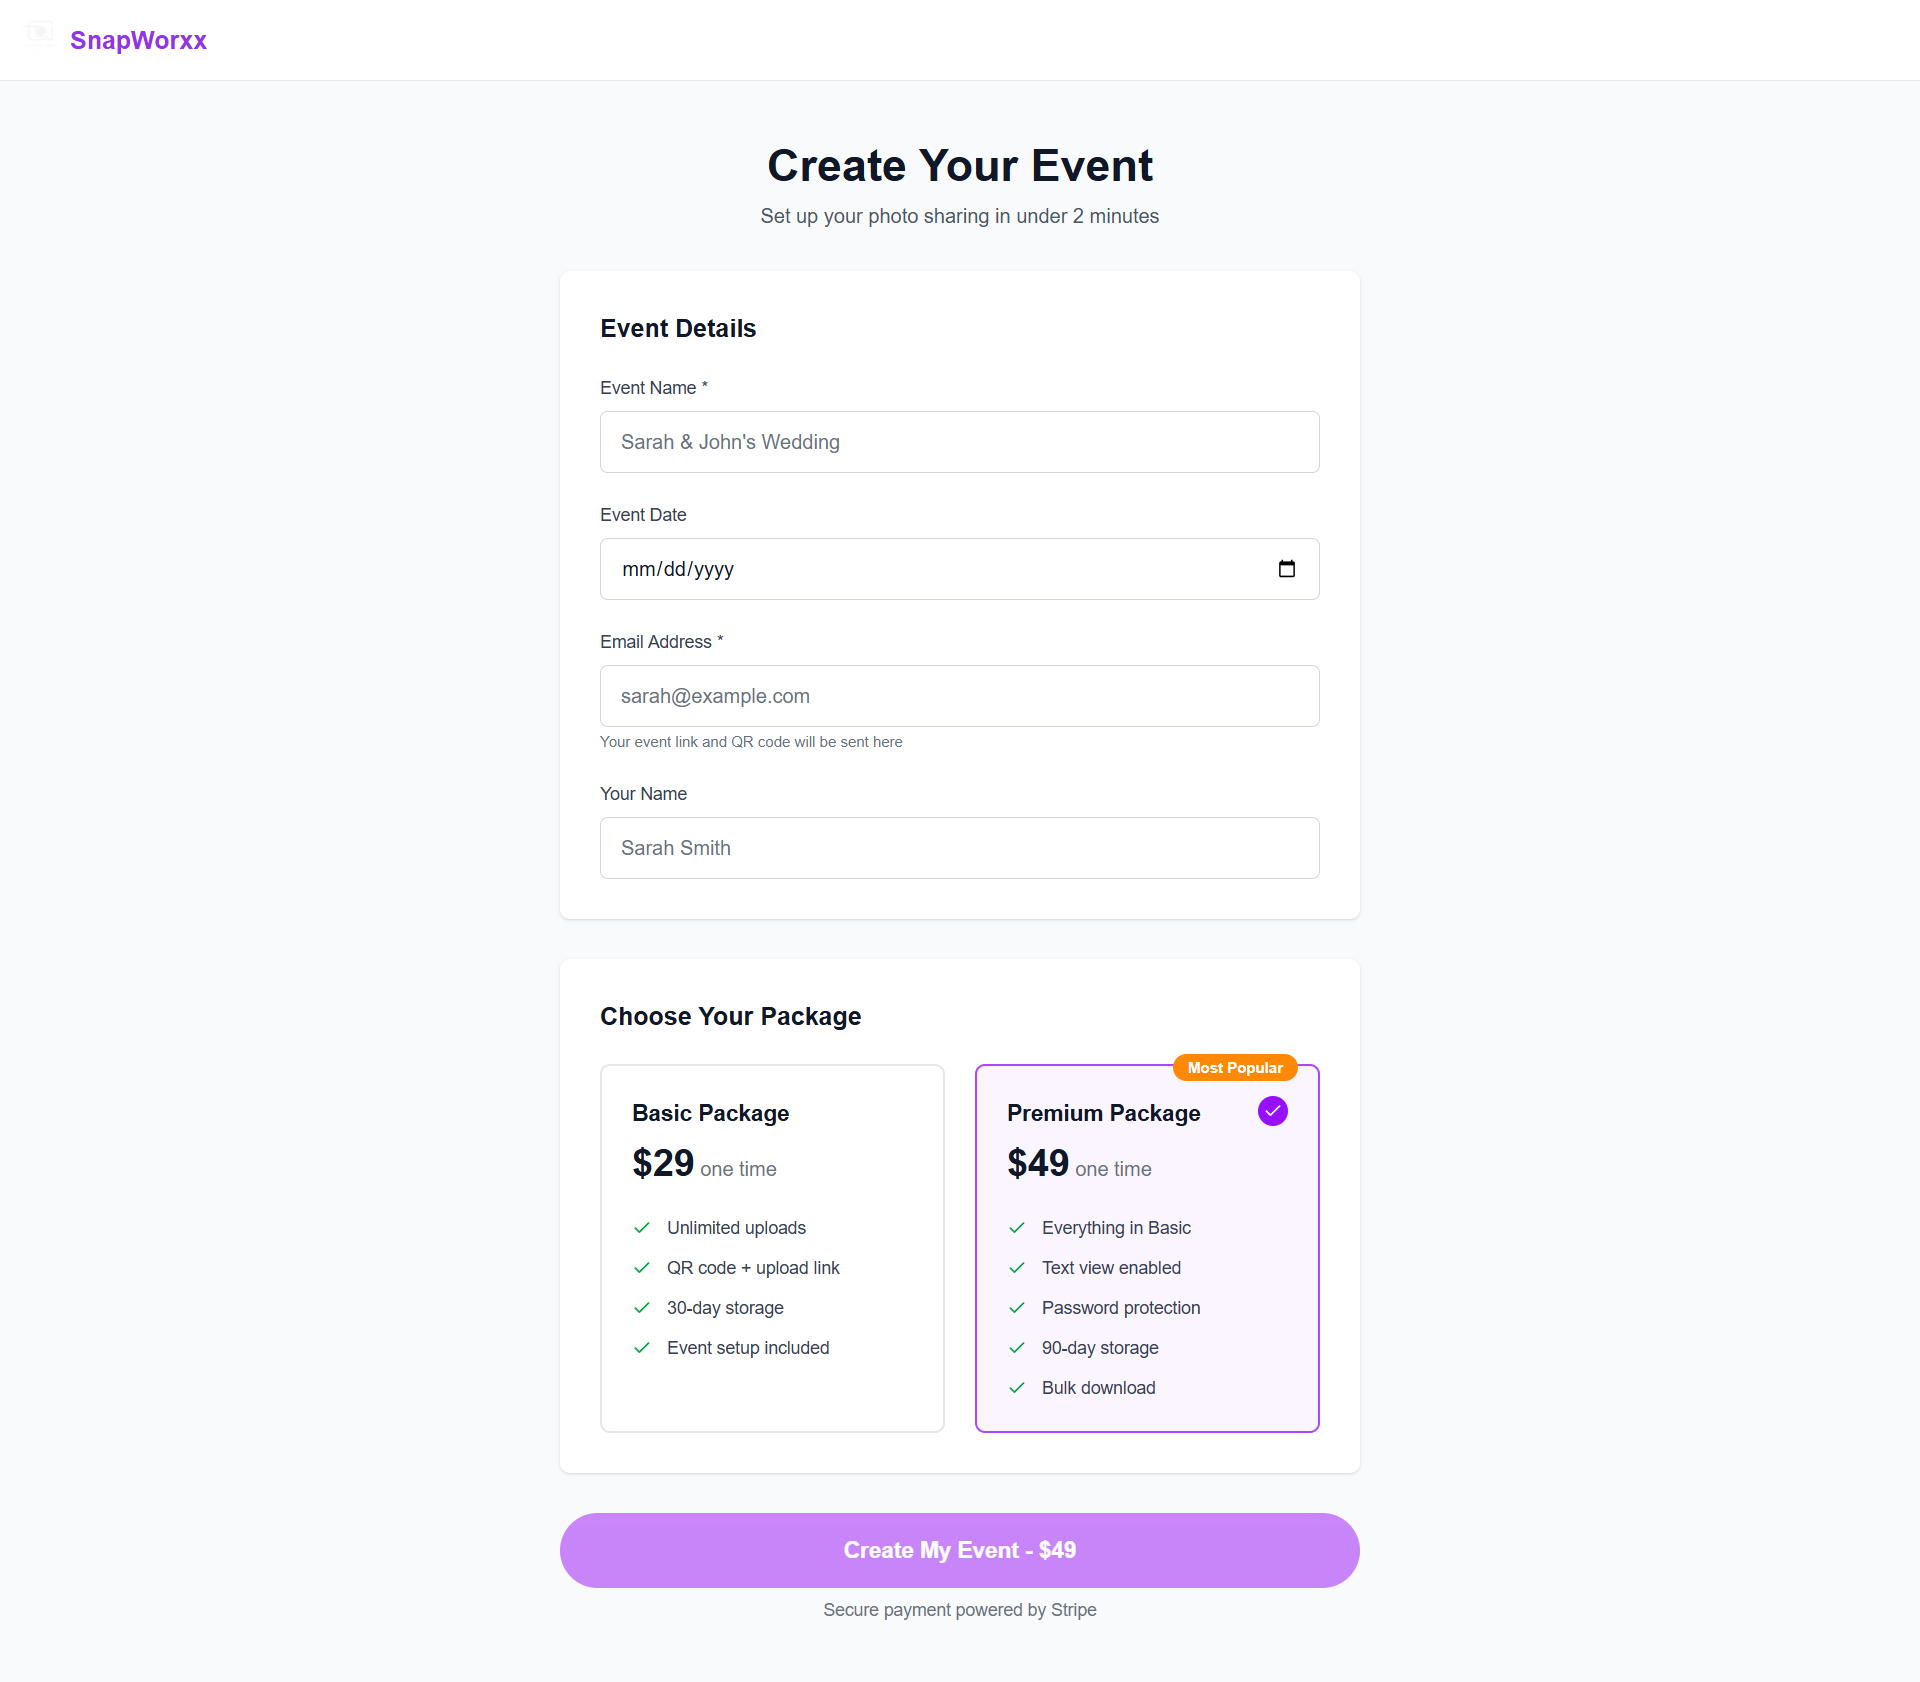 SnapWorxx
Create Your Event
Set up your photo sharing in under 2 minutes
Event Details
Event Name *
Sarah & John's Wedding
Event Date
mm/dd/yyyy
Email Address *
sarah@example.com
Your event link and QR code will be sent here
Your Name
Sarah Smith
Choose Your Package
Basic Package
$29 one time
Unlimited uploads
QR code + upload link
30-day storage
Event setup included
Most Popular
Premium Package
$49 one time
Everything in Basic
Text view enabled
Password protection
90-day storage
Bulk download
Create My Event - $49
Secure payment powered by Stripe